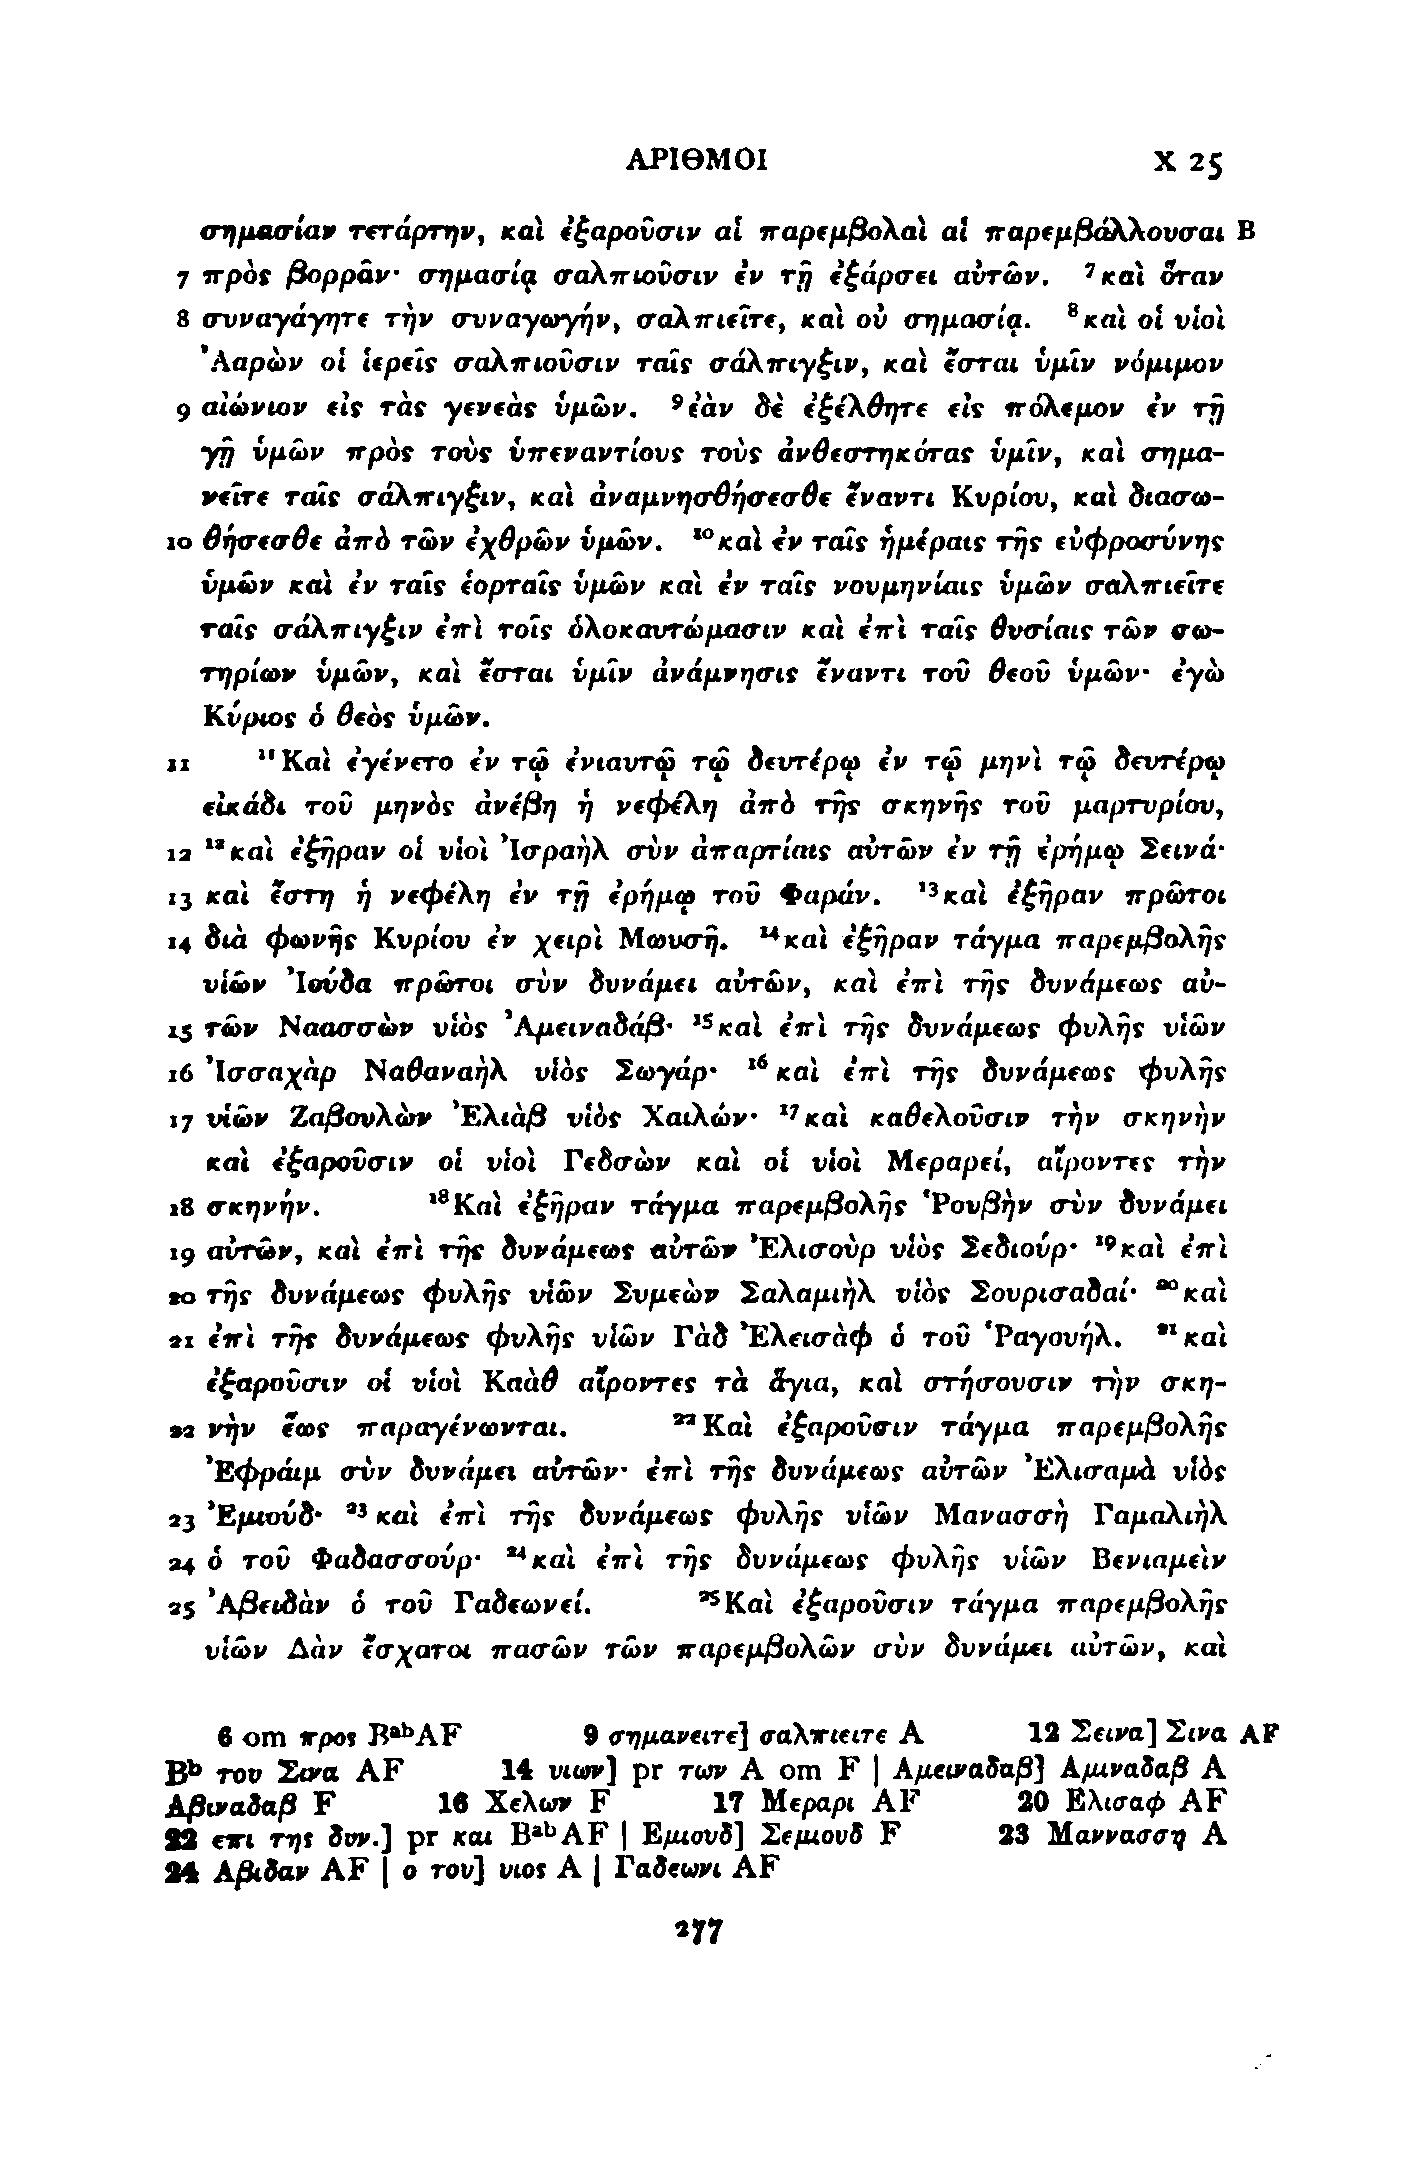 ΑΡΙΘΜΟΙ X 25
σημασίαν τετάρτην, καὶ ἐξαροῦσιν αἱ παρεμβολαὶ αἱ παρεμβάλλουσαι B
7 πρὸς βορρᾶν· σημασίᾳ σαλπιοῦσιν ἐν τῇ ἐξάρσει αὐτῶν. ⁷καὶ ὅταν
8 συναγάγητε τὴν συναγωγήν, σαλπιεῖτε, καὶ οὐ σημασίᾳ. ⁸καὶ οἱ υἱοὶ
Ἀαρὼν οἱ ἱερεῖς σαλπιοῦσιν ταῖς σάλπιγξιν, καὶ ἔσται ὑμῖν νόμιμον
9 αἰώνιον εἰς τὰς γενεὰς ὑμῶν. ⁹ἐὰν δὲ ἐξέλθητε εἰς πόλεμον ἐν τῇ
γῇ ὑμῶν πρὸς τοὺς ὑπεναντίους τοὺς ἀνθεστηκότας ὑμῖν, καὶ σημα-
νεῖτε ταῖς σάλπιγξιν, καὶ ἀναμνησθήσεσθε ἔναντι Κυρίου, καὶ διασω-
10 θήσεσθε ἀπὸ τῶν ἐχθρῶν ὑμῶν. ¹⁰καὶ ἐν ταῖς ἡμέραις τῆς εὐφροσύνης
ὑμῶν καὶ ἐν ταῖς ἑορταῖς ὑμῶν καὶ ἐν ταῖς νουμηνίαις ὑμῶν σαλπιεῖτε
ταῖς σάλπιγξιν ἐπὶ τοῖς ὁλοκαυτώμασιν καὶ ἐπὶ ταῖς θυσίαις τῶν σω-
τηρίων ὑμῶν, καὶ ἔσται ὑμῖν ἀνάμνησις ἔναντι τοῦ θεοῦ ὑμῶν· ἐγὼ
Κύριος ὁ θεὸς ὑμῶν.
11 ¹¹Καὶ ἐγένετο ἐν τῷ ἐνιαυτῷ τῷ δευτέρῳ ἐν τῷ μηνὶ τῷ δευτέρῳ
εἰκάδι τοῦ μηνὸς ἀνέβη ἡ νεφέλη ἀπὸ τῆς σκηνῆς τοῦ μαρτυρίου,
12 ¹²καὶ ἐξῆραν οἱ υἱοὶ Ἰσραὴλ σὺν ἀπαρτίαις αὐτῶν ἐν τῇ ἐρήμῳ Σεινά·
13 καὶ ἔστη ἡ νεφέλη ἐν τῇ ἐρήμῳ τοῦ Φαράν. ¹³καὶ ἐξῆραν πρῶτοι
14 διὰ φωνῆς Κυρίου ἐν χειρὶ Μωυσῆ. ¹⁴καὶ ἐξῆραν τάγμα παρεμβολῆς
υἱῶν Ἰούδα πρῶτοι σὺν δυνάμει αὐτῶν, καὶ ἐπὶ τῆς δυνάμεως αὐ-
15 τῶν Ναασσὼν υἱὸς Ἀμειναδάβ· ¹⁵καὶ ἐπὶ τῆς δυνάμεως φυλῆς υἱῶν
16 Ἰσσαχὰρ Ναθαναὴλ υἱὸς Σωγάρ· ¹⁶καὶ ἐπὶ τῆς δυνάμεως φυλῆς
17 υἱῶν Ζαβουλὼν Ἐλιὰβ υἱὸς Χαιλών· ¹⁷καὶ καθελοῦσιν τὴν σκηνὴν
καὶ ἐξαροῦσιν οἱ υἱοὶ Γεδσὼν καὶ οἱ υἱοὶ Μεραρεί, αἴροντες τὴν
18 σκηνήν. ¹⁸Καὶ ἐξῆραν τάγμα παρεμβολῆς Ῥουβὴν σὺν δυνάμει
19 αὐτῶν, καὶ ἐπὶ τῆς δυνάμεως αὐτῶν Ἐλισοὺρ υἱὸς Σεδιούρ· ¹⁹καὶ ἐπὶ
20 τῆς δυνάμεως φυλῆς υἱῶν Συμεὼν Σαλαμιὴλ υἱὸς Σουρισαδαί· ²⁰καὶ
21 ἐπὶ τῆς δυνάμεως φυλῆς υἱῶν Γὰδ Ἐλεισὰφ ὁ τοῦ Ῥαγουήλ. ²¹καὶ
ἐξαροῦσιν οἱ υἱοὶ Καὰθ αἴροντες τὰ ἅγια, καὶ στήσουσιν τὴν σκη-
22 νὴν ἕως παραγένωνται. ²²Καὶ ἐξαροῦσιν τάγμα παρεμβολῆς
Ἐφράιμ σὺν δυνάμει αὐτῶν· ἐπὶ τῆς δυνάμεως αὐτῶν Ἐλισαμὰ υἱὸς
23 Ἐμιούδ· ²³καὶ ἐπὶ τῆς δυνάμεως φυλῆς υἱῶν Μανασσὴ Γαμαλιὴλ
24 ὁ τοῦ Φαδασσούρ· ²⁴καὶ ἐπὶ τῆς δυνάμεως φυλῆς υἱῶν Βενιαμεὶν
25 Ἀβειδὰν ὁ τοῦ Γαδεωνεί. ²⁵Καὶ ἐξαροῦσιν τάγμα παρεμβολῆς
υἱῶν Δὰν ἔσχατοι πασῶν τῶν παρεμβολῶν σὺν δυνάμει αὐτῶν, καὶ
6 om προς BᵃᵇAF 9 σημανειτε] σαλπιειτε A 12 Σεινα] Σινα AF
Bᵇ του Σινα AF 14 υιων] pr των A om F | Αμειναδαβ] Αμιναδαβ A
Αβιναδαβ F 16 Χελων F 17 Μεραρι AF 20 Ελισαφ AF
22 επι της δυν.] pr και BᵃᵇAF | Εμιουδ] Σεμιουδ F 23 Μαννασση A
24 Αβιδαν AF | ο του] υιος A | Γαδεωνι AF
277